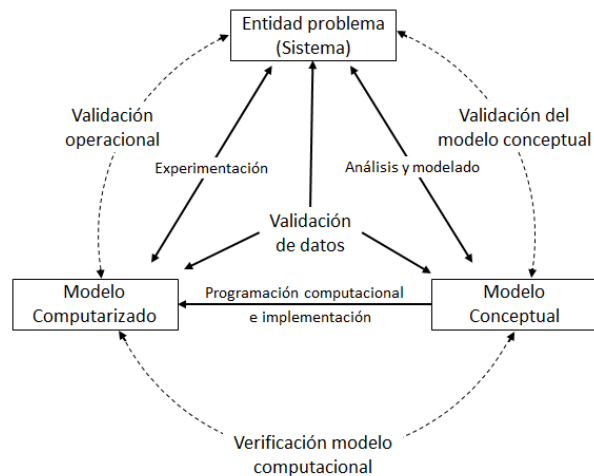 Entidad problema
(Sistema)
Validación
operacional
Validación del
modelo conceptual
Experimentación
Análisis y modelado
Validación
de datos
Modelo
Computarizado
Programación computacional
e implementación
Modelo
Conceptual
Verificación modelo
computacional